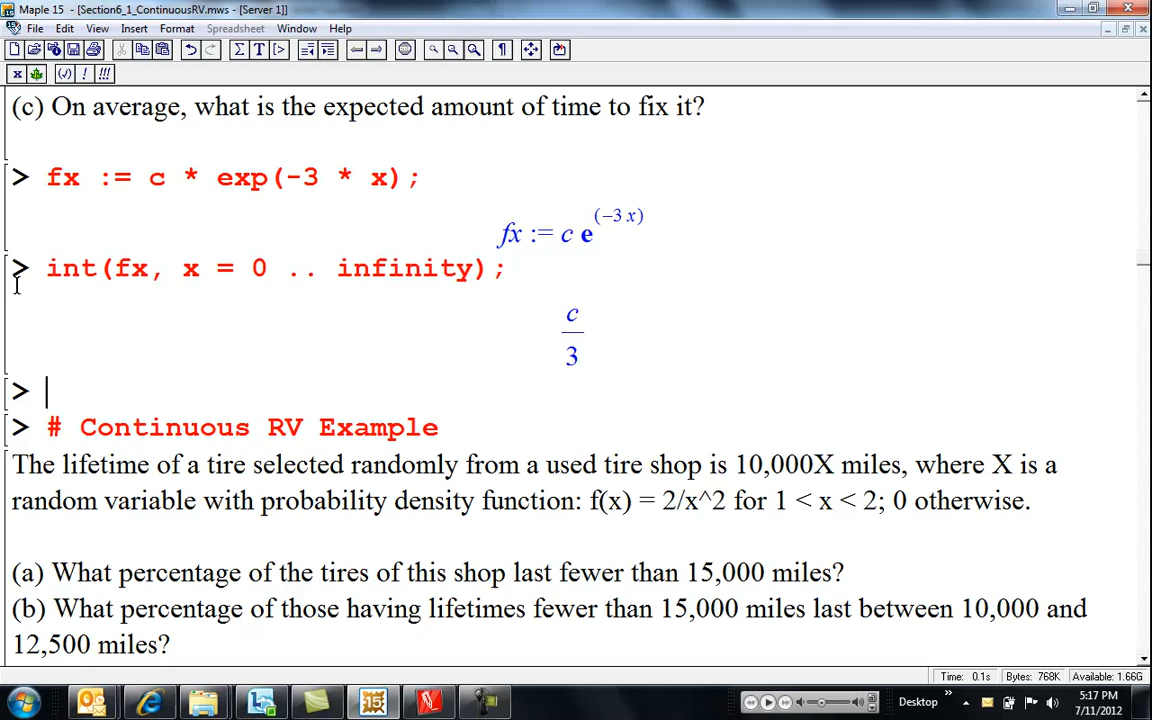 Maple 15 - [Section6_1_ContinuousRV.mws - [Server 1]]
File Edit View Insert Format Spreadsheet Window Help
(c) On average, what is the expected amount of time to fix it?
> fx := c * exp(-3 * x);
fx := c e^(-3 x)
> int(fx, x = 0 .. infinity);
c
3
>
> # Continuous RV Example
The lifetime of a tire selected randomly from a used tire shop is 10,000X miles, where X is a
random variable with probability density function: f(x) = 2/x^2 for 1 < x < 2; 0 otherwise.
(a) What percentage of the tires of this shop last fewer than 15,000 miles?
(b) What percentage of those having lifetimes fewer than 15,000 miles last between 10,000 and
12,500 miles?
Time: 0.1s Bytes: 768K Available: 1.66G
Desktop
5:17 PM
7/11/2012